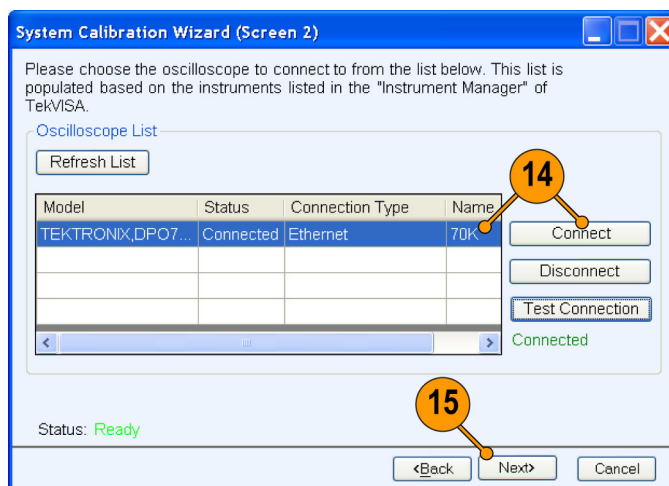 System Calibration Wizard (Screen 2)
Please choose the oscilloscope to connect to from the list below. This list is
populated based on the instruments listed in the "Instrument Manager" of
TekVISA.
Oscilloscope List
Refresh List
14
Model Status Connection Type Name
TEKTRONIX,DPO7... Connected Ethernet 70K
Connect
Disconnect
Test Connection
Connected
15
Status: Ready
<Back Next> Cancel